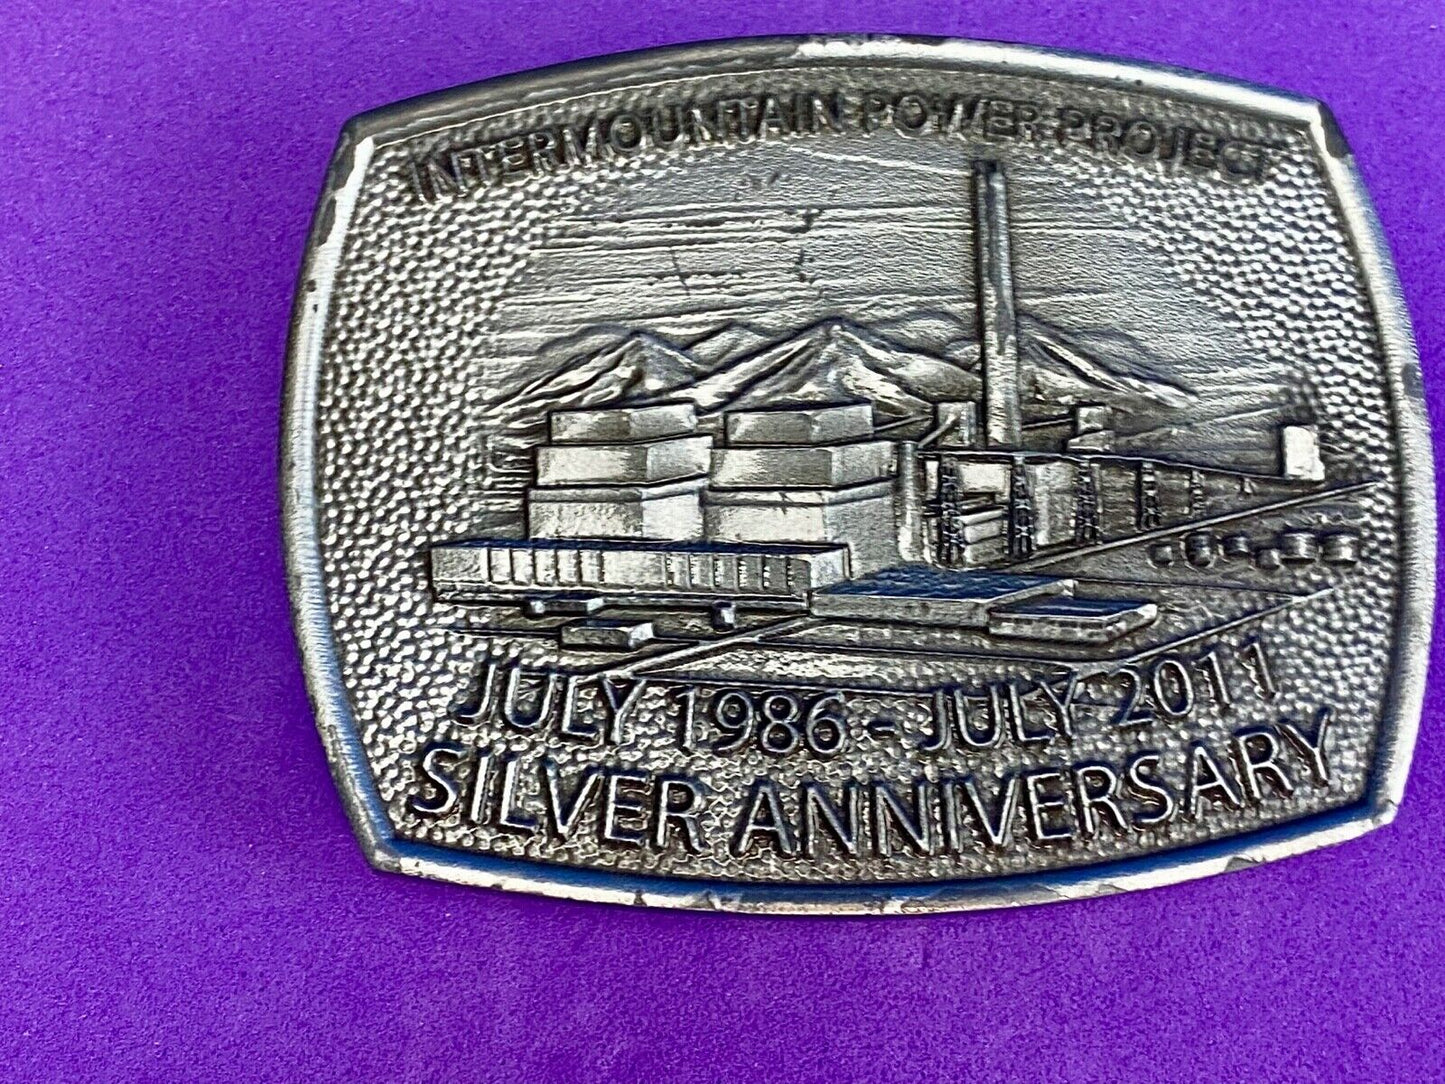 INTERMOUNTAIN POWER PROJECT
JULY 1986 - JULY 2011
SILVER ANNIVERSARY